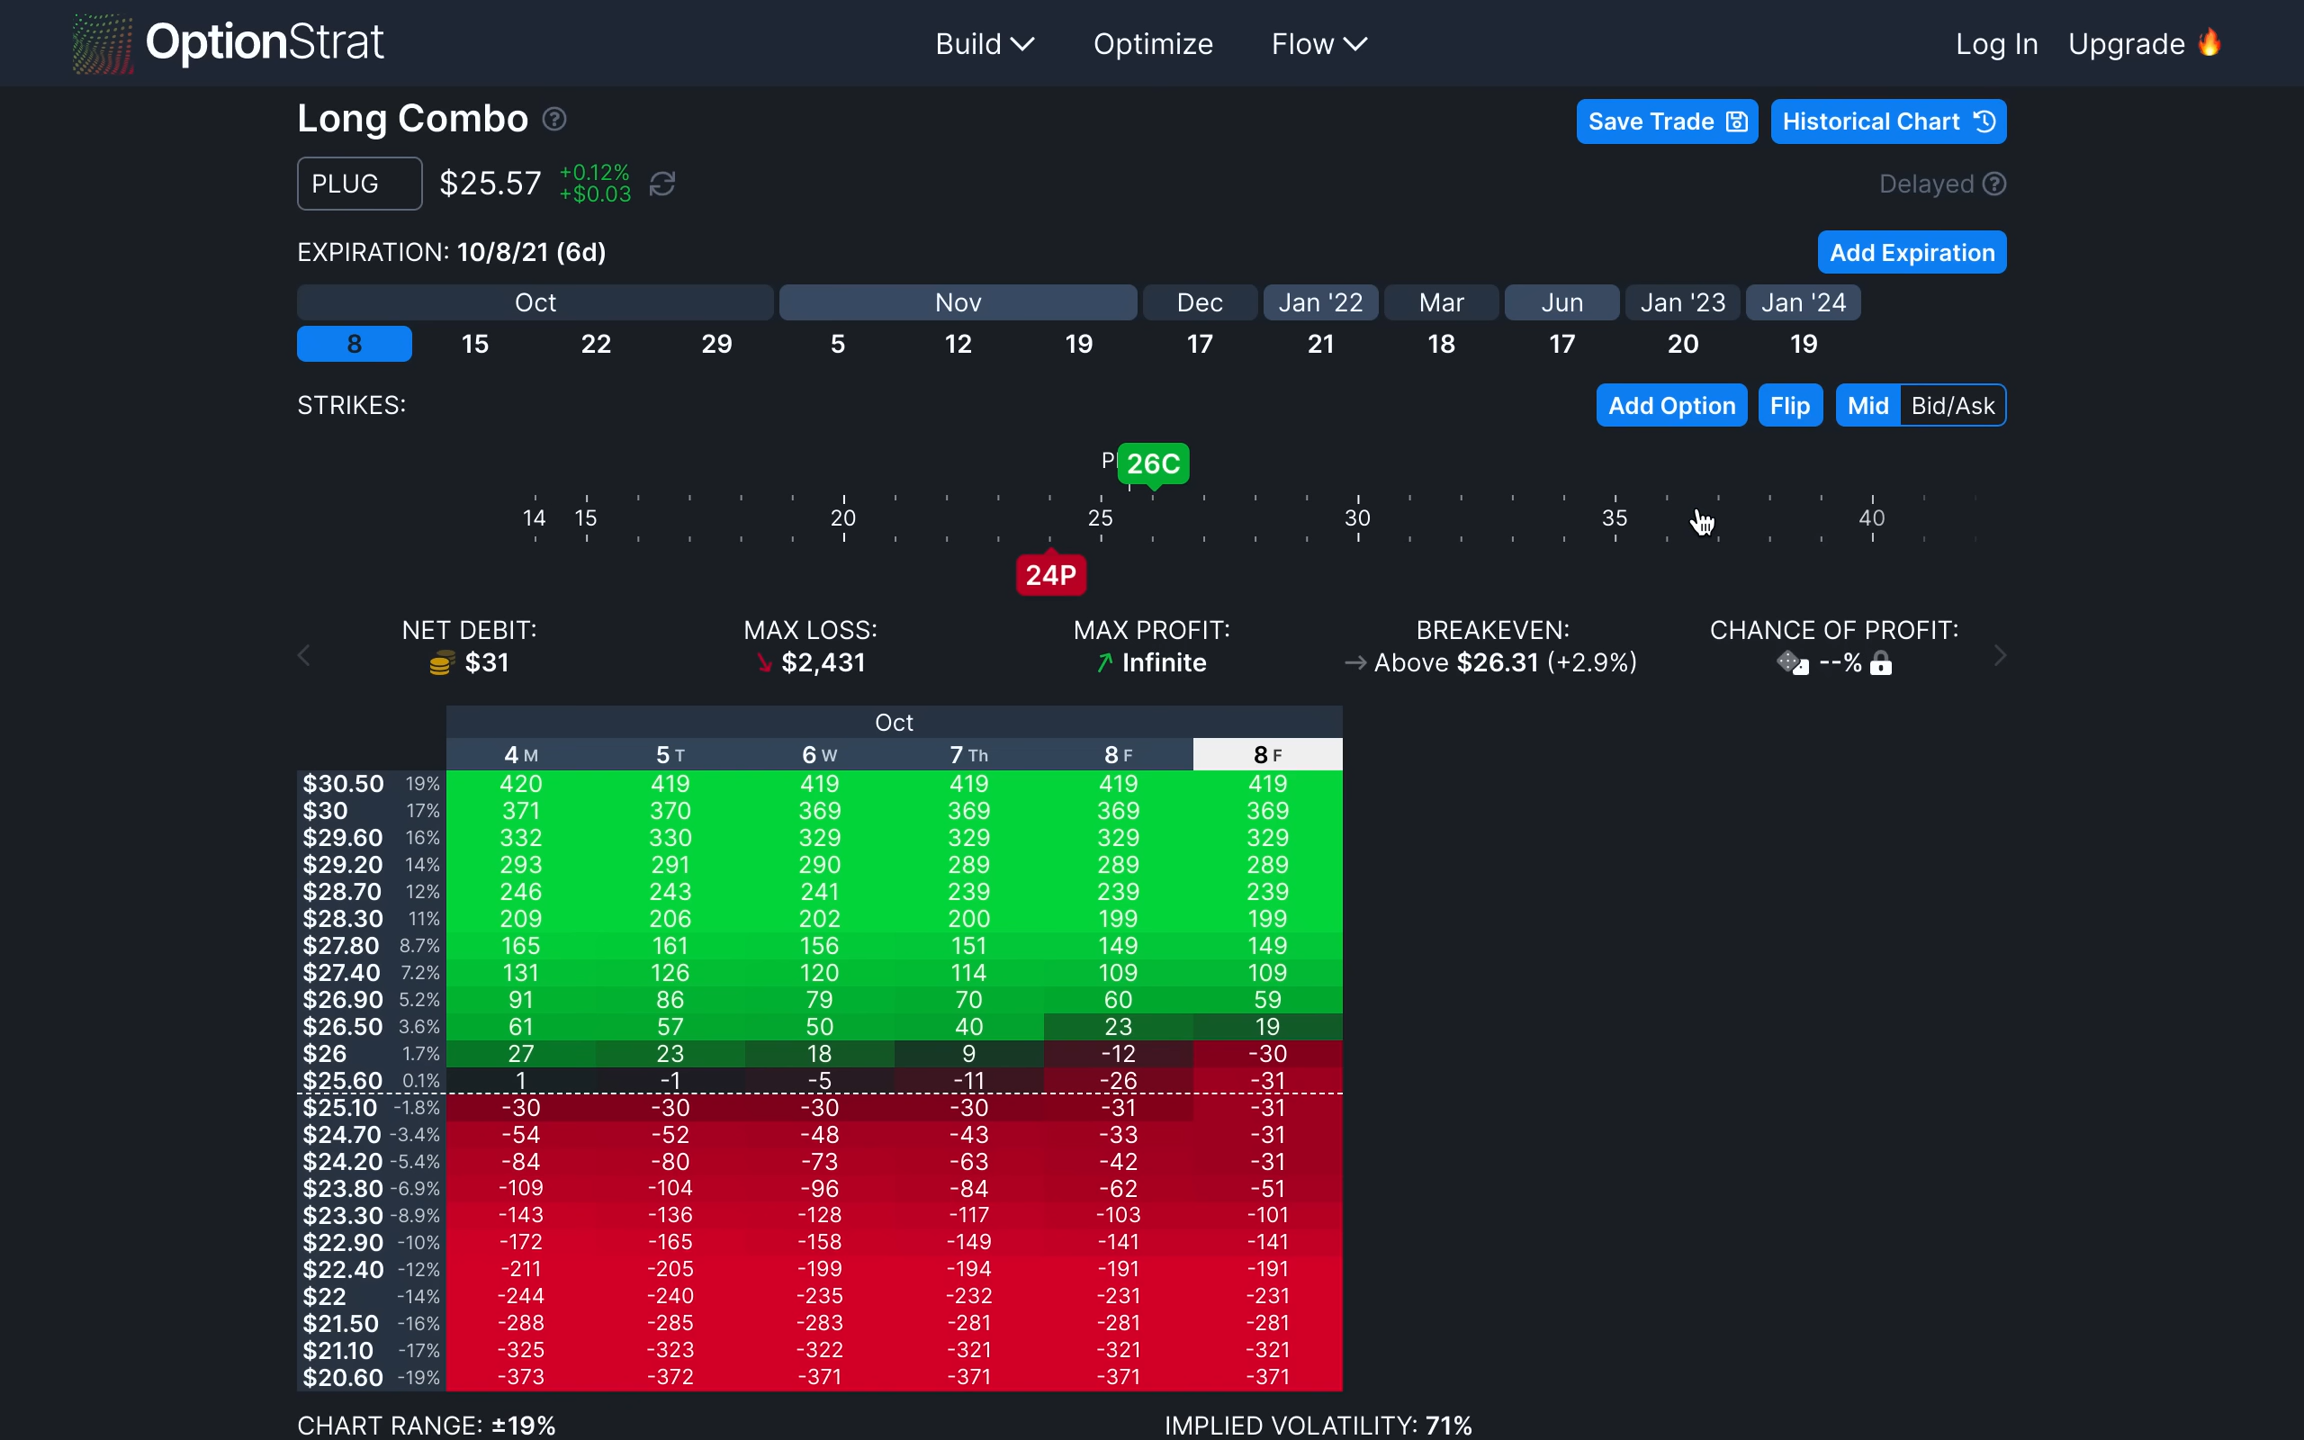 OptionStrat Build Optimize Flow Log In Upgrade
Long Combo ? Save Trade Historical Chart
PLUG $25.57 +0.12% Delayed ?
+$0.03
EXPIRATION: 10/8/21 (6d) Add Expiration
Oct Nov Dec Jan '22 Mar Jun Jan '23 Jan '24
8 15 22 29 5 12 19 17 21 18 17 20 19
STRIKES: Add Option Flip Mid Bid/Ask
26C
14 15 20 25 30 35 40
24P
NET DEBIT: MAX LOSS: MAX PROFIT: BREAKEVEN: CHANCE OF PROFIT:
$31 $2,431 Infinite Above $26.31 (+2.9%) --%
Oct
4 M 5 T 6 W 7 Th 8 F 8 F
$30.50 19% 420 419 419 419 419 419
$30 17% 371 370 369 369 369 369
$29.60 16% 332 330 329 329 329 329
$29.20 14% 293 291 290 289 289 289
$28.70 12% 246 243 241 239 239 239
$28.30 11% 209 206 202 200 199 199
$27.80 8.7% 165 161 156 151 149 149
$27.40 7.2% 131 126 120 114 109 109
$26.90 5.2% 91 86 79 70 60 59
$26.50 3.6% 61 57 50 40 23 19
$26 1.7% 27 23 18 9 -12 -30
$25.60 0.1% 1 -1 -5 -11 -26 -31
$25.10 -1.8% -30 -30 -30 -30 -31 -31
$24.70 -3.4% -54 -52 -48 -43 -33 -31
$24.20 -5.4% -84 -80 -73 -63 -42 -31
$23.80 -6.9% -109 -104 -96 -84 -62 -51
$23.30 -8.9% -143 -136 -128 -117 -103 -101
$22.90 -10% -172 -165 -158 -149 -141 -141
$22.40 -12% -211 -205 -199 -194 -191 -191
$22 -14% -244 -240 -235 -232 -231 -231
$21.50 -16% -288 -285 -283 -281 -281 -281
$21.10 -17% -325 -323 -322 -321 -321 -321
$20.60 -19% -373 -372 -371 -371 -371 -371
CHART RANGE: ±19% IMPLIED VOLATILITY: 71%